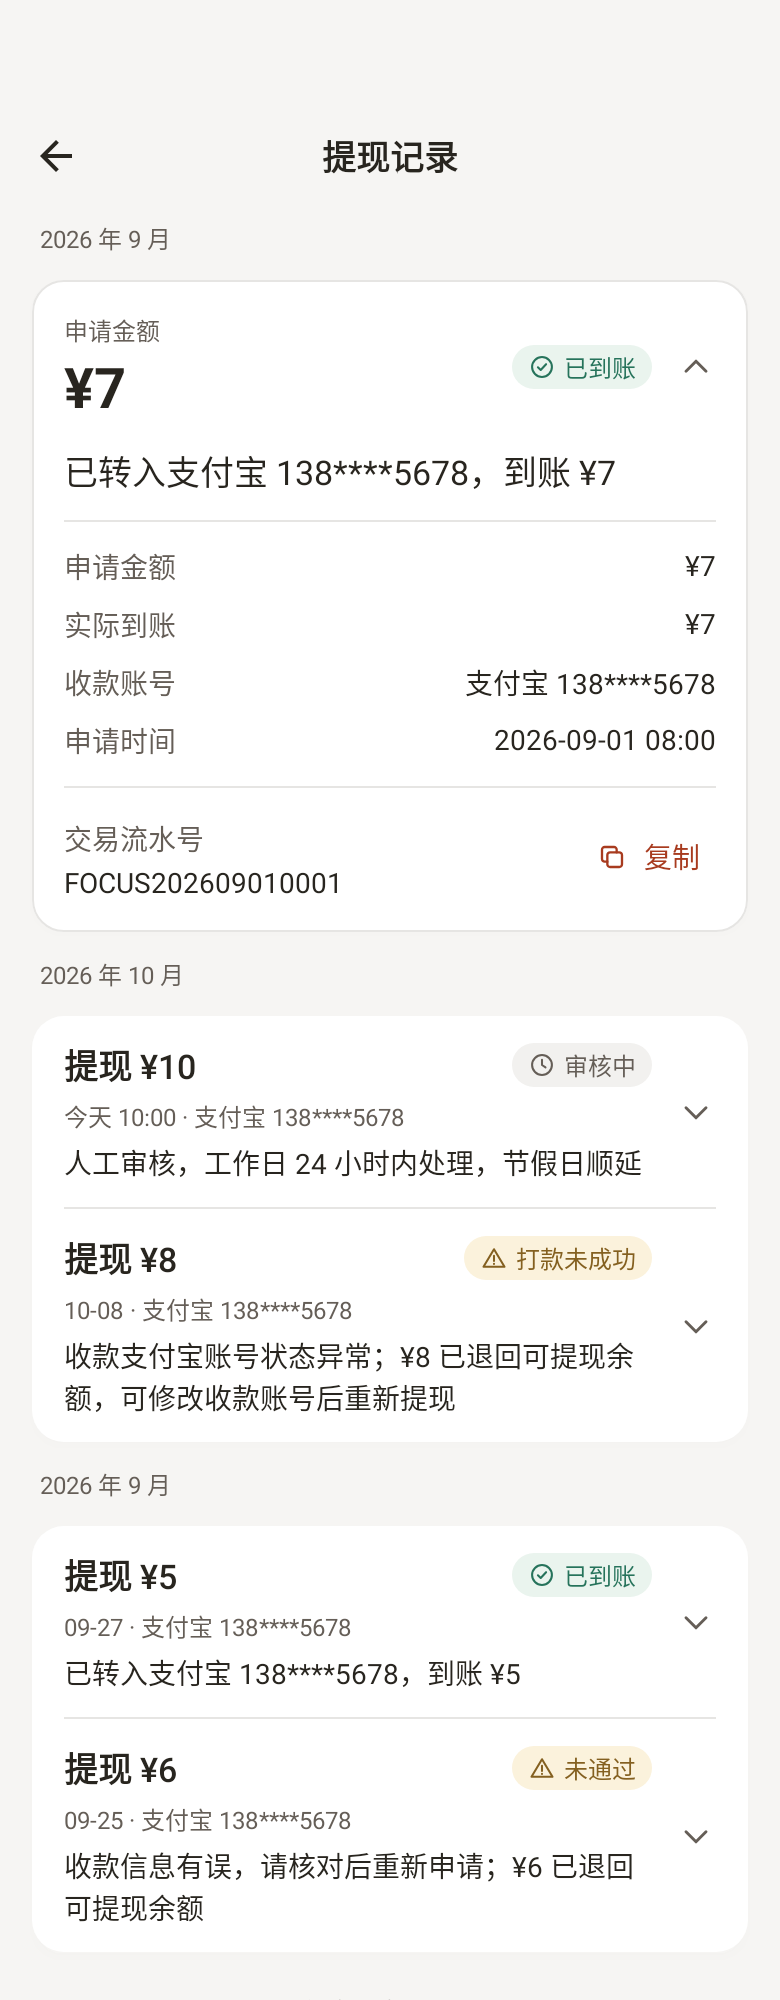 提现记录
2026 年 9 月
申请金额
¥7
已到账
已转入支付宝 138****5678，到账 ¥7
申请金额
¥7
实际到账
¥7
收款账号
支付宝 138****5678
申请时间
2026-09-01 08:00
交易流水号
FOCUS202609010001
复制
2026 年 10 月
提现 ¥10
审核中
今天 10:00 · 支付宝 138****5678
人工审核，工作日 24 小时内处理，节假日顺延
提现 ¥8
打款未成功
10-08 · 支付宝 138****5678
收款支付宝账号状态异常；¥8 已退回可提现余
额，可修改收款账号后重新提现
2026 年 9 月
提现 ¥5
已到账
09-27 · 支付宝 138****5678
已转入支付宝 138****5678，到账 ¥5
提现 ¥6
未通过
09-25 · 支付宝 138****5678
收款信息有误，请核对后重新申请；¥6 已退回
可提现余额